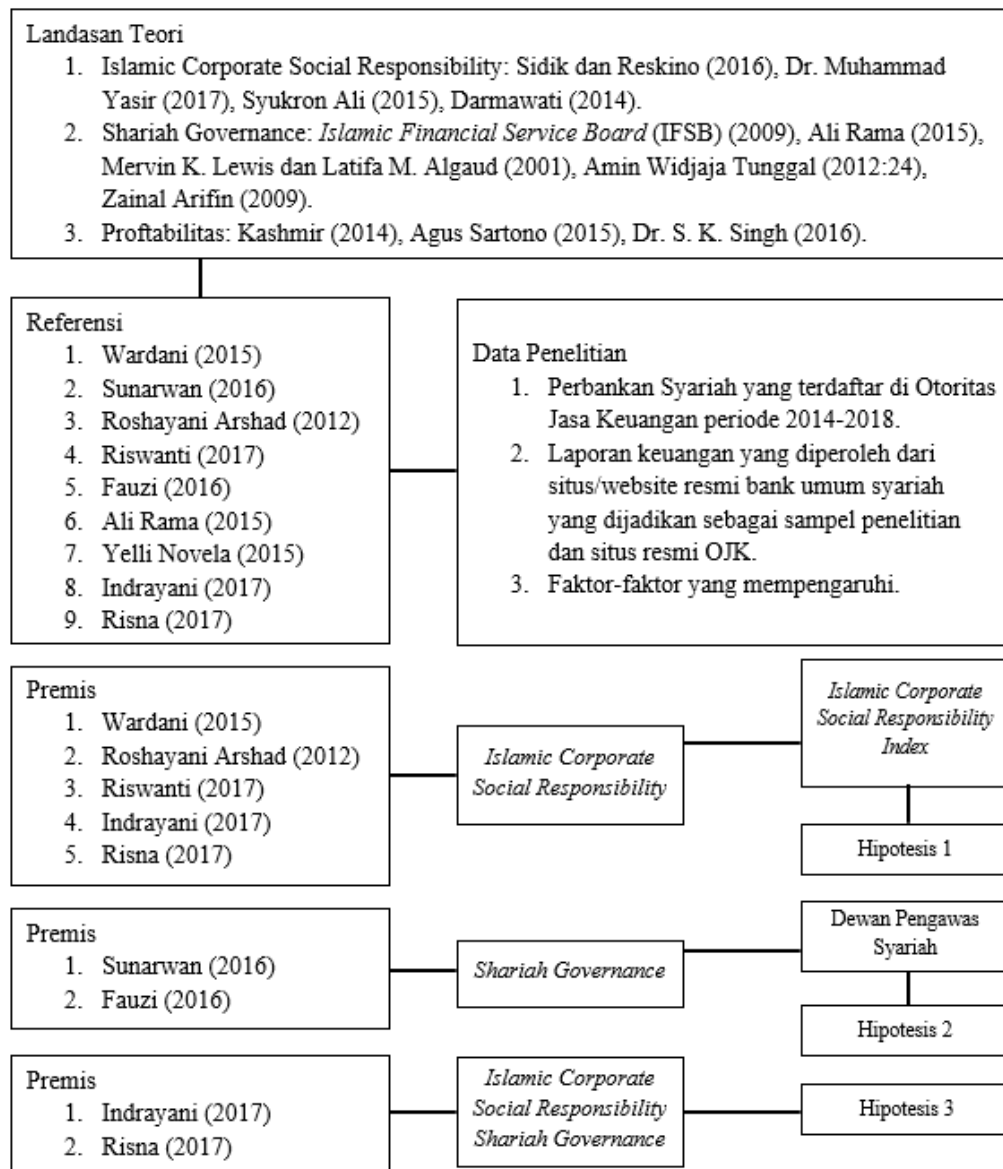 Landasan Teori
1. Islamic Corporate Social Responsibility: Sidik dan Reskino (2016), Dr. Muhammad
Yasir (2017), Syukron Ali (2015), Darmawati (2014).
2. Shariah Governance: Islamic Financial Service Board (IFSB) (2009), Ali Rama (2015),
Mervin K. Lewis dan Latifa M. Algaud (2001), Amin Widjaja Tunggal (2012:24),
Zainal Arifin (2009).
3. Proftabilitas: Kashmir (2014), Agus Sartono (2015), Dr. S. K. Singh (2016).
Referensi
1. Wardani (2015)
2. Sunarwan (2016)
3. Roshayani Arshad (2012)
4. Riswanti (2017)
5. Fauzi (2016)
6. Ali Rama (2015)
7. Yelli Novela (2015)
8. Indrayani (2017)
9. Risna (2017)
Data Penelitian
1. Perbankan Syariah yang terdaftar di Otoritas
Jasa Keuangan periode 2014-2018.
2. Laporan keuangan yang diperoleh dari
situs/website resmi bank umum syariah
yang dijadikan sebagai sampel penelitian
dan situs resmi OJK.
3. Faktor-faktor yang mempengaruhi.
Premis
1. Wardani (2015)
2. Roshayani Arshad (2012)
3. Riswanti (2017)
4. Indrayani (2017)
5. Risna (2017)
Islamic Corporate
Social Responsibility
Islamic Corporate
Social Responsibility
Index
Hipotesis 1
Premis
1. Sunarwan (2016)
2. Fauzi (2016)
Shariah Governance
Dewan Pengawas
Syariah
Hipotesis 2
Premis
1. Indrayani (2017)
2. Risna (2017)
Islamic Corporate
Social Responsibility
Shariah Governance
Hipotesis 3